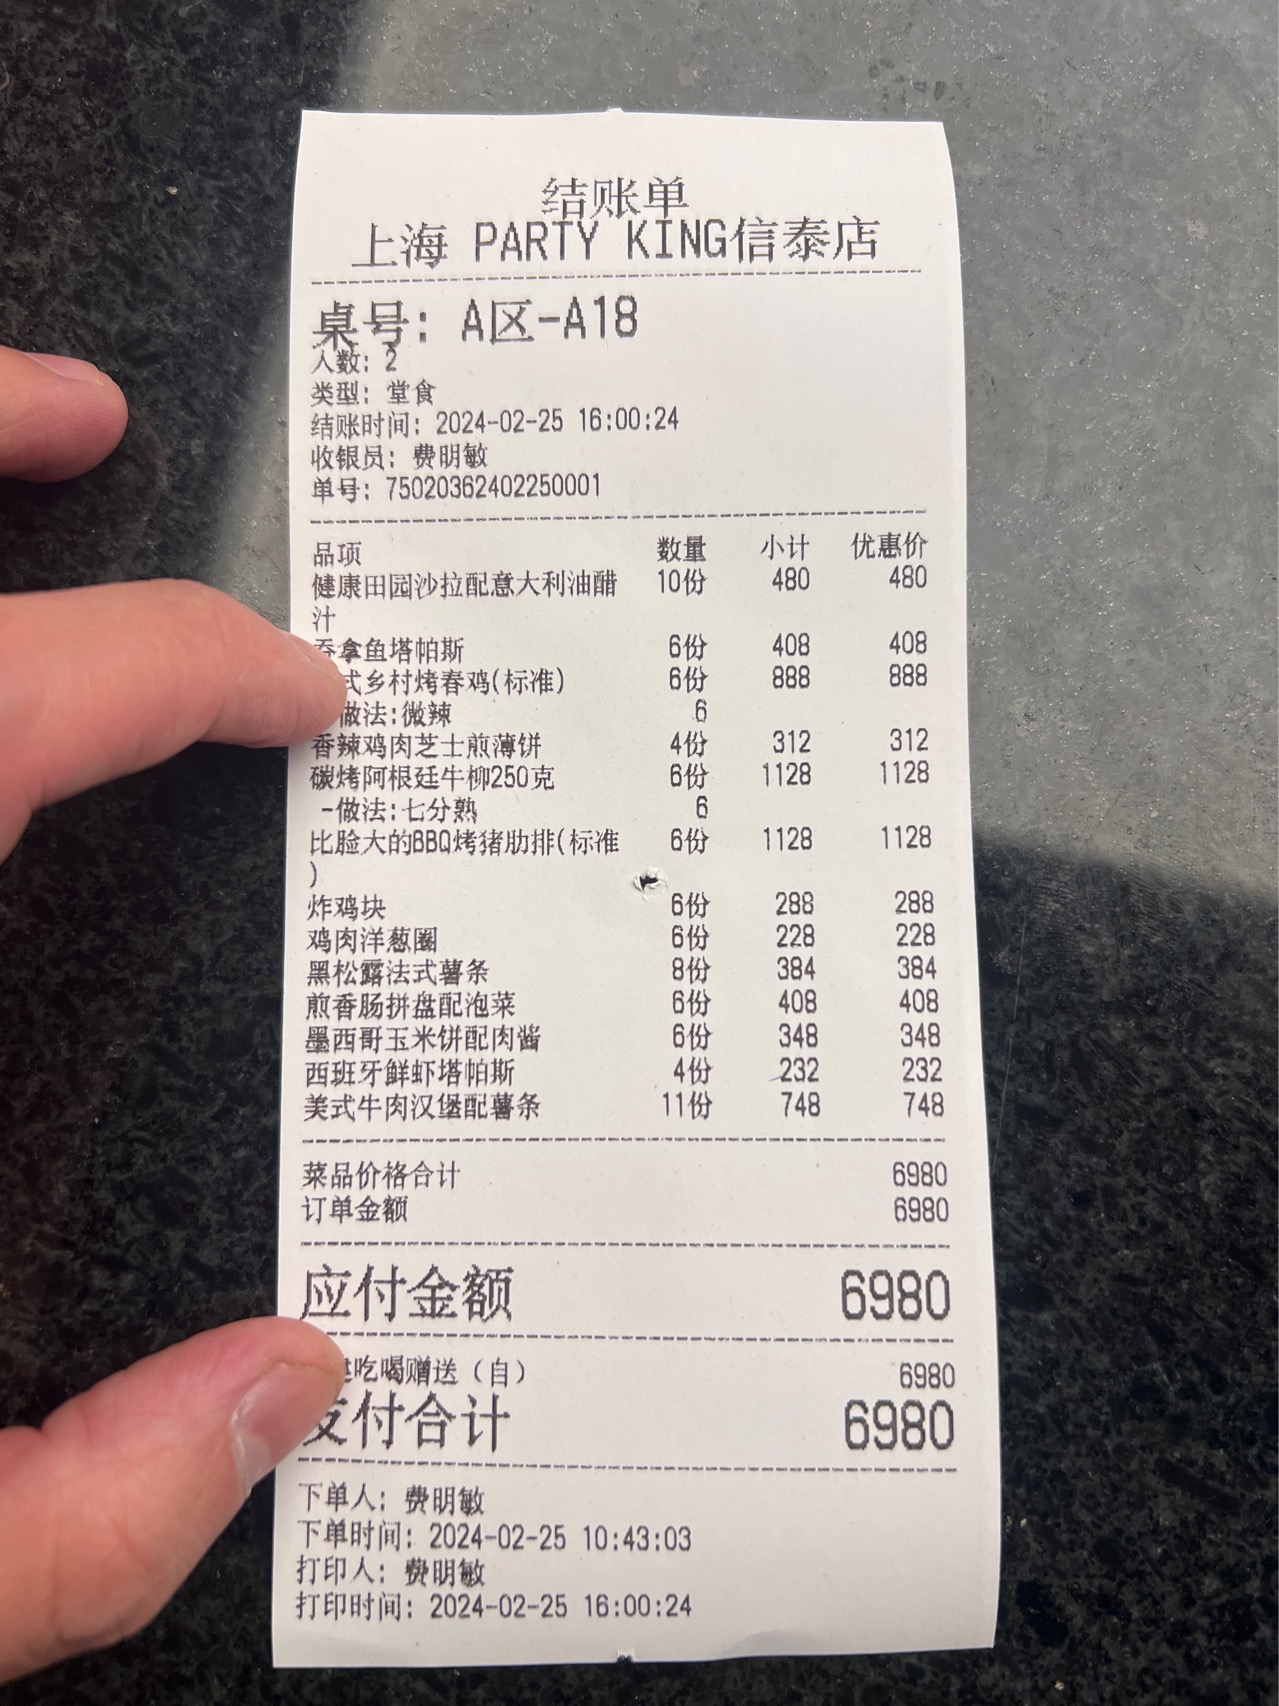 结账单
上海 PARTY KING信泰店
桌号: A区-A18
人数: 2
类型: 堂食
结账时间: 2024-02-25 16:00:24
收银员: 费明敏
单号: 75020362402250001
品项 数量 小计 优惠价
健康田园沙拉配意大利油醋 10份 480 480
汁
吞拿鱼塔帕斯 6份 408 408
式乡村烤春鸡(标准) 6份 888 888
做法:微辣 6
香辣鸡肉芝士煎薄饼 4份 312 312
碳烤阿根廷牛柳250克 6份 1128 1128
-做法:七分熟 6
比脸大的BBQ烤猪肋排(标准 6份 1128 1128
)
炸鸡块 6份 288 288
鸡肉洋葱圈 6份 228 228
黑松露法式薯条 8份 384 384
煎香肠拼盘配泡菜 6份 408 408
墨西哥玉米饼配肉酱 6份 348 348
西班牙鲜虾塔帕斯 4份 232 232
美式牛肉汉堡配薯条 11份 748 748
菜品价格合计 6980
订单金额 6980
应付金额 6980
吃喝赠送（自） 6980
支付合计 6980
下单人: 费明敏
下单时间: 2024-02-25 10:43:03
打印人: 费明敏
打印时间: 2024-02-25 16:00:24